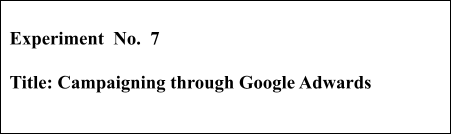 Experiment No. 7
Title: Campaigning through Google Adwards